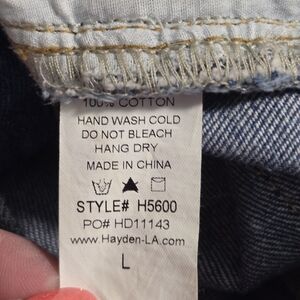 100% COTTON
HAND WASH COLD
DO NOT BLEACH
HANG DRY
MADE IN CHINA
STYLE# H5600
PO# HD11143
www.Hayden-LA.com
L